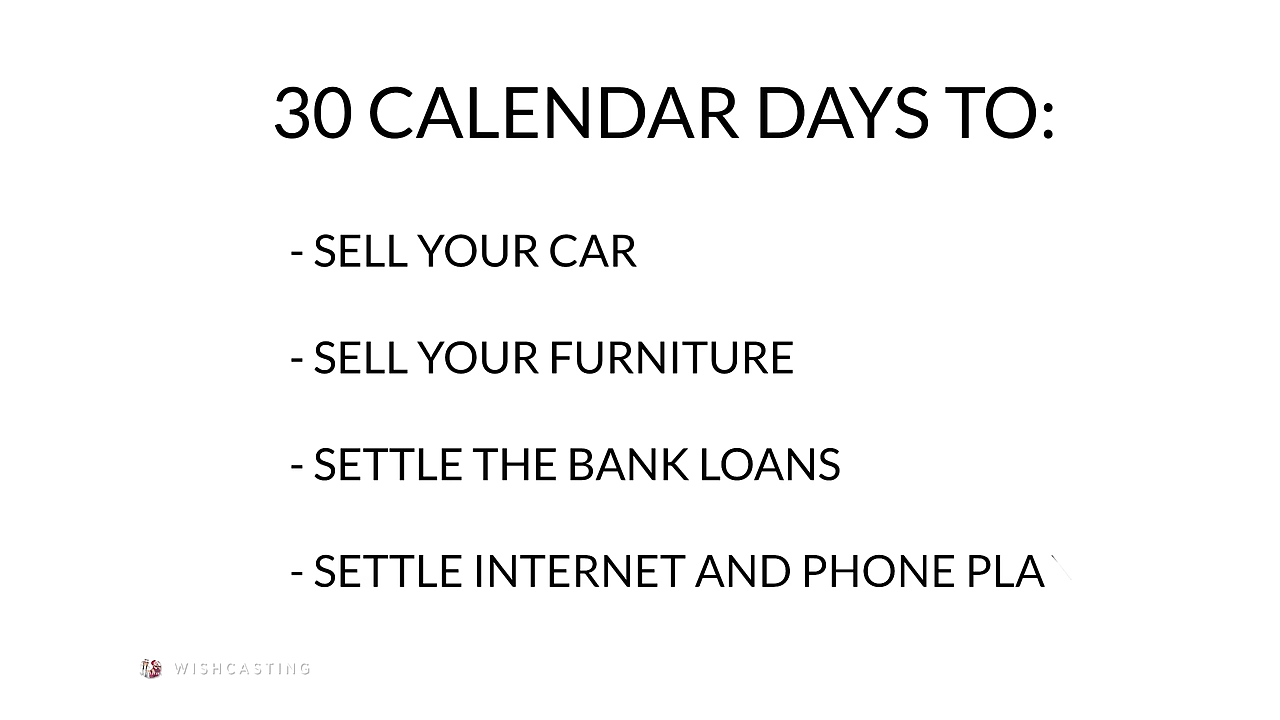 30 CALENDAR DAYS TO:
- SELL YOUR CAR
- SELL YOUR FURNITURE
- SETTLE THE BANK LOANS
- SETTLE INTERNET AND PHONE PLA
WISHCASTING